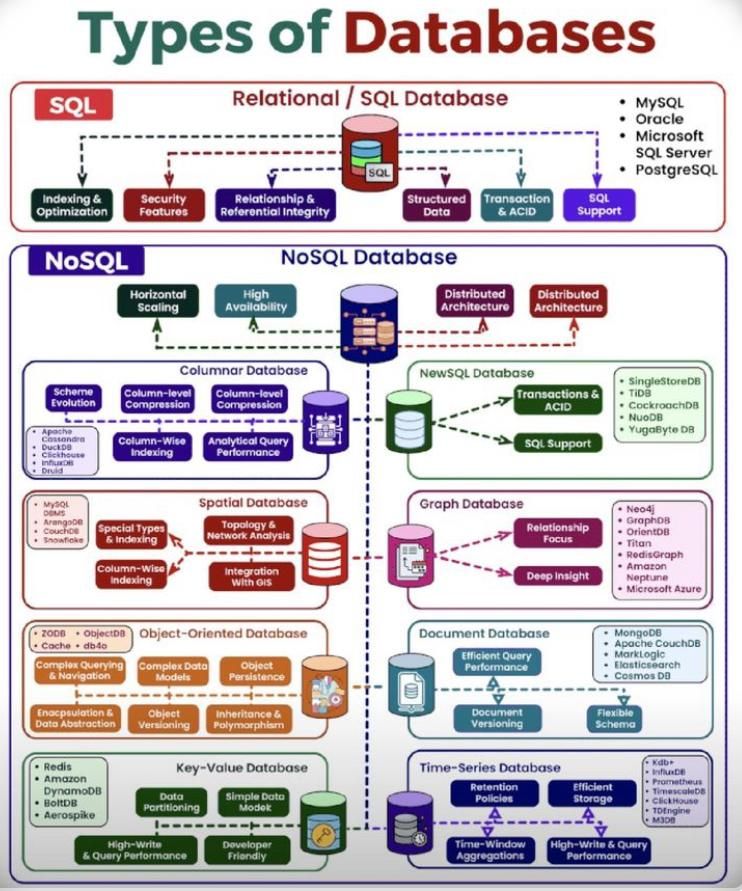 Types of Databases
SQL
Relational / SQL Database
• MySQL
• Oracle
• Microsoft
SQL Server
• PostgreSQL
SQL
Indexing &
Optimization
Security
Features
Relationship &
Referential Integrity
Structured
Data
Transaction
& ACID
SQL
Support
NoSQL
NoSQL Database
Horizontal
Scaling
High
Availability
Distributed
Architecture
Distributed
Architecture
Columnar Database
Scheme
Evolution
Column-level
Compression
Column-level
Compression
• Apache
Cassandra
• DuckDB
• Clickhouse
• InfluxDB
• Druid
Column-Wise
Indexing
Analytical Query
Performance
NewSQL Database
Transactions &
ACID
SQL Support
• SingleStoreDB
• TiDB
• CockroachDB
• NuoDB
• YugaByte DB
Spatial Database
• MySQL
DBMS
• ArengoDB
• CouchDB
• Snowflake
Special Types
& Indexing
Topology &
Network Analysis
Column-Wise
Indexing
Integration
With GIS
Graph Database
Relationship
Focus
Deep Insight
• Neo4j
• GraphDB
• OrientDB
• Titan
• RedisGraph
• Amazon
Neptune
• Microsoft Azure
Object-Oriented Database
• ZODB • ObjectDB
• Cache • db4o
Complex Querying
& Navigation
Complex Data
Models
Object
Persistence
Enacpsulation &
Data Abstraction
Object
Versioning
Inheritance &
Polymorphism
Document Database
Efficient Query
Performance
Document
Versioning
Flexible
Schema
• MongoDB
• Apache CouchDB
• MarkLogic
• Elasticsearch
• Cosmos DB
Key-Value Database
• Redis
• Amazon
DynamoDB
• BoltDB
• Aerospike
Data
Partitioning
Simple Data
Modek
High-Write
& Query Performance
Developer
Friendly
Time-Series Database
Retention
Policies
Efficient
Storage
Time-Window
Aggregations
High-Write & Query
Performance
• Kdb+
• InfluxDB
• Prometheus
• TimescaleDB
• ClickHouse
• TDEngine
• M3DB